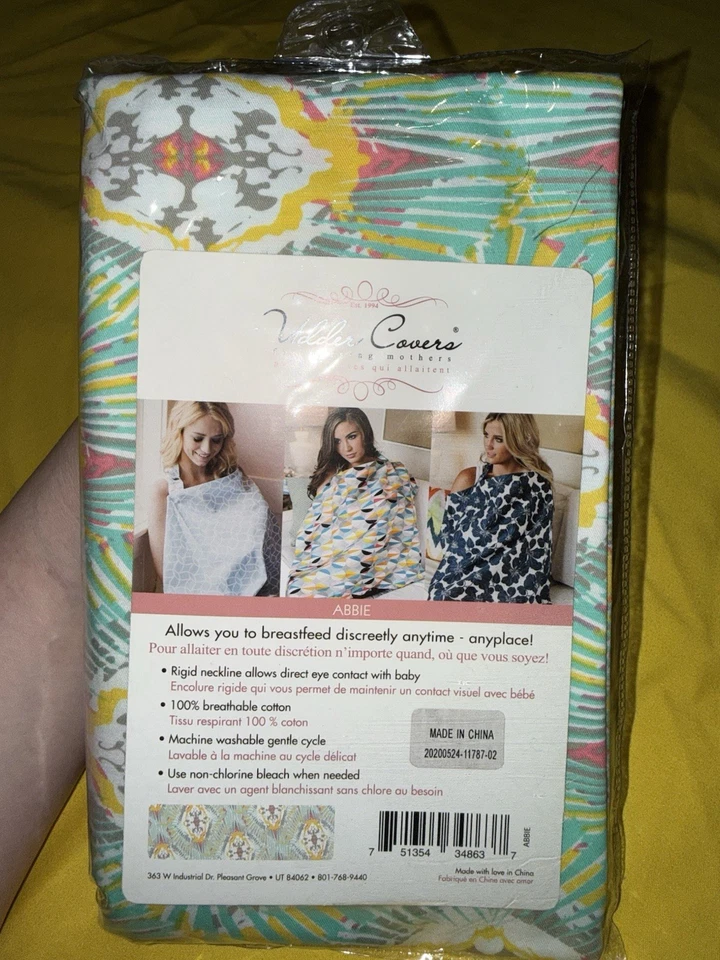 Est. 1994
Udder Covers®
ng mothers
s qui allaitent
ABBIE
Allows you to breastfeed discreetly anytime - anyplace!
Pour allaiter en toute discrétion n'importe quand, où que vous soyez!
• Rigid neckline allows direct eye contact with baby
Encolure rigide qui vous permet de maintenir un contact visuel avec bébé
• 100% breathable cotton
Tissu respirant 100 % coton
• Machine washable gentle cycle
Lavable à la machine au cycle délicat
• Use non-chlorine bleach when needed
Laver avec un agent blanchissant sans chlore au besoin
MADE IN CHINA
20200524-11787-02
7 51354 34863 7
ABBIE
363 W Industrial Dr. Pleasant Grove • UT 84062 • 801-768-9440
Made with love in China
Fabriqué en Chine avec amor